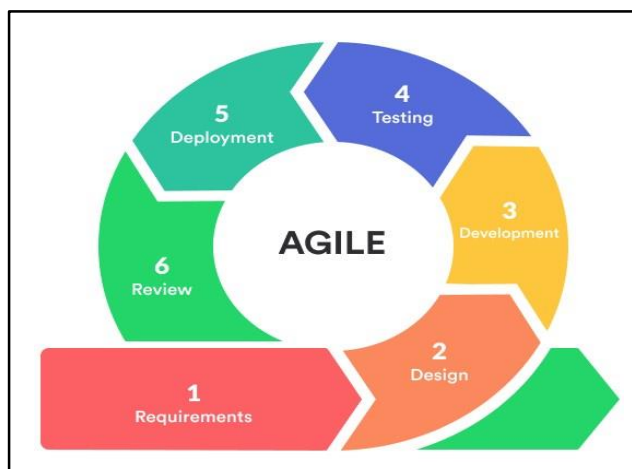 AGILE
1
Requirements
2
Design
3
Development
4
Testing
5
Deployment
6
Review